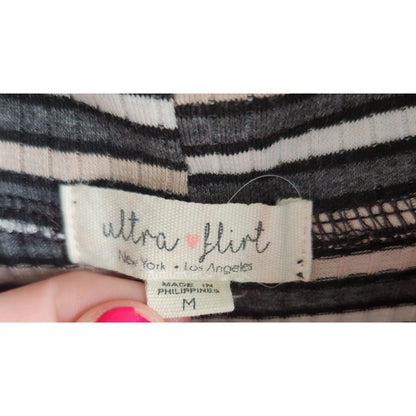 ultra flirt
New York • Los Angeles
MADE IN
PHILIPPINES
M